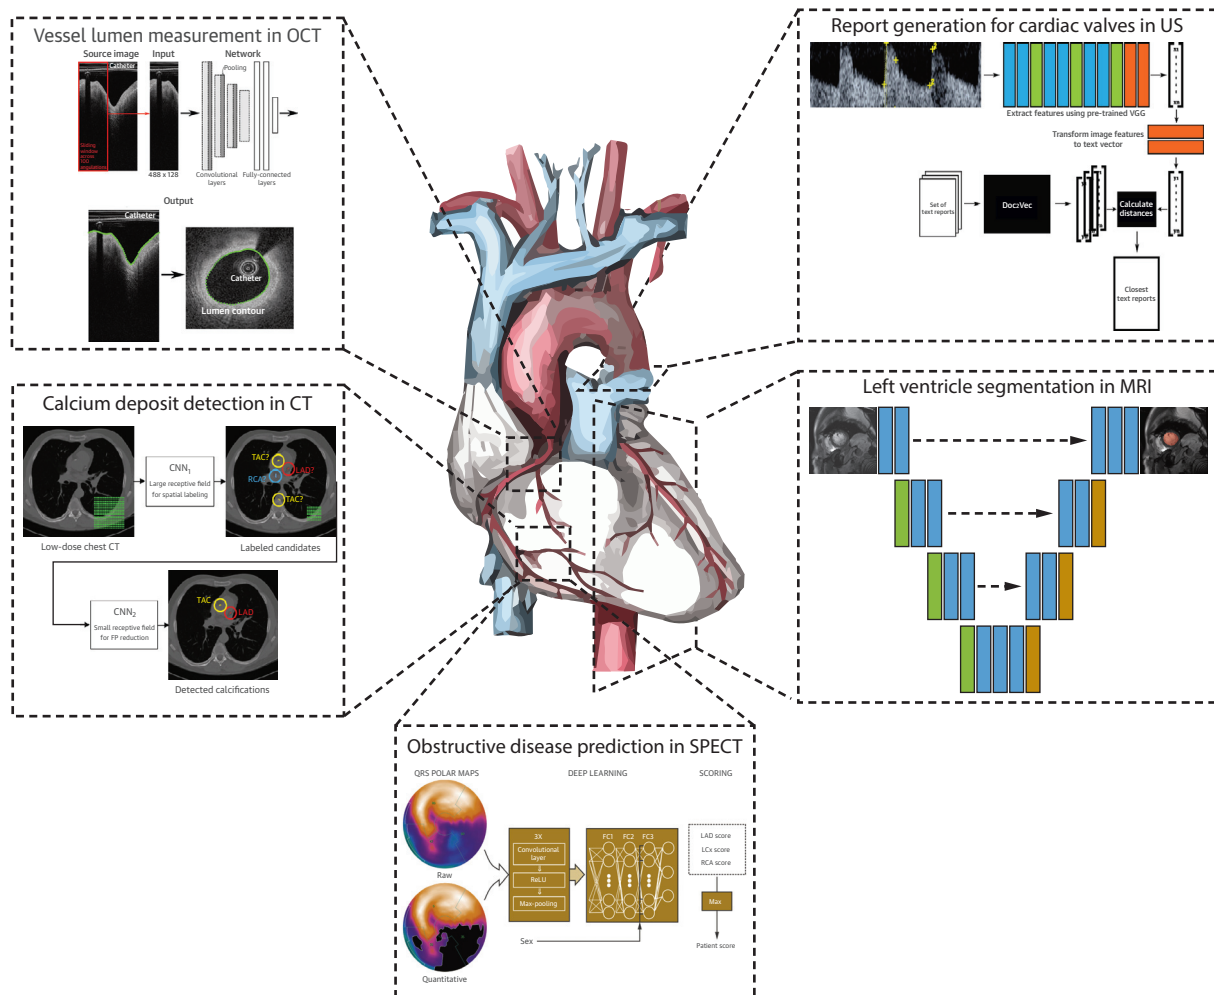 Vessel lumen measurement in OCT
Source image
Input
Network
Catheter
Pooling
Sliding
window
across
100
488 x 128
Convolutional
layers
Fully-connected
layers
Output
Catheter
Catheter
Lumen contour
Report generation for cardiac valves in US
Extract features using pre-trained VGG
Transform image features
to text vector
Set of
text reports
Doc2Vec
Calculate
distances
Closest
text reports
Calcium deposit detection in CT
CNN1
Large receptive field
for spatial labeling
TAC?
LAD?
RCA?
TAC?
Low-dose chest CT
Labeled candidates
CNN2
Small receptive field
for FP reduction
TAC
LAD
Detected calcifications
Left ventricle segmentation in MRI
Obstructive disease prediction in SPECT
QRS POLAR MAPS
DEEP LEARNING
SCORING
Raw
Quantitative
3X
Convolutional
layer
ReLU
Max-pooling
FC1
FC2
FC3
Sex
LAD score
LCx score
RCA score
Max
Patient score